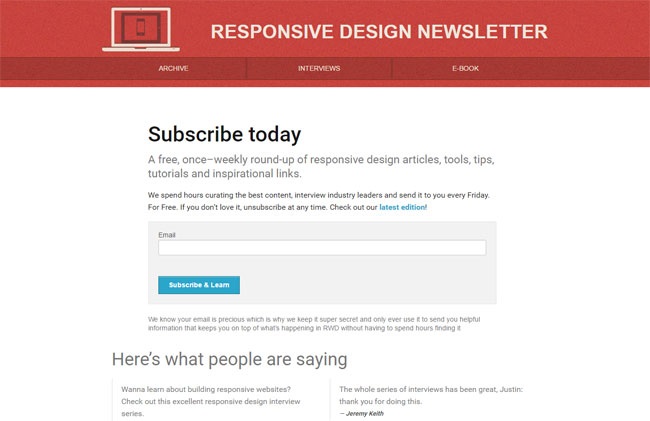 RESPONSIVE DESIGN NEWSLETTER
ARCHIVE INTERVIEWS E-BOOK
Subscribe today
A free, once–weekly round-up of responsive design articles, tools, tips,
tutorials and inspirational links.
We spend hours curating the best content, interview industry leaders and send it to you every Friday.
For Free. If you don't love it, unsubscribe at any time. Check out our latest edition!
Email
Subscribe & Learn
We know your email is precious which is why we keep it super secret and only ever use it to send you helpful
information that keeps you on top of what's happening in RWD without having to spend hours finding it
Here's what people are saying
Wanna learn about building responsive websites?
Check out this excellent responsive design interview
series.
The whole series of interviews has been great, Justin:
thank you for doing this.
— Jeremy Keith